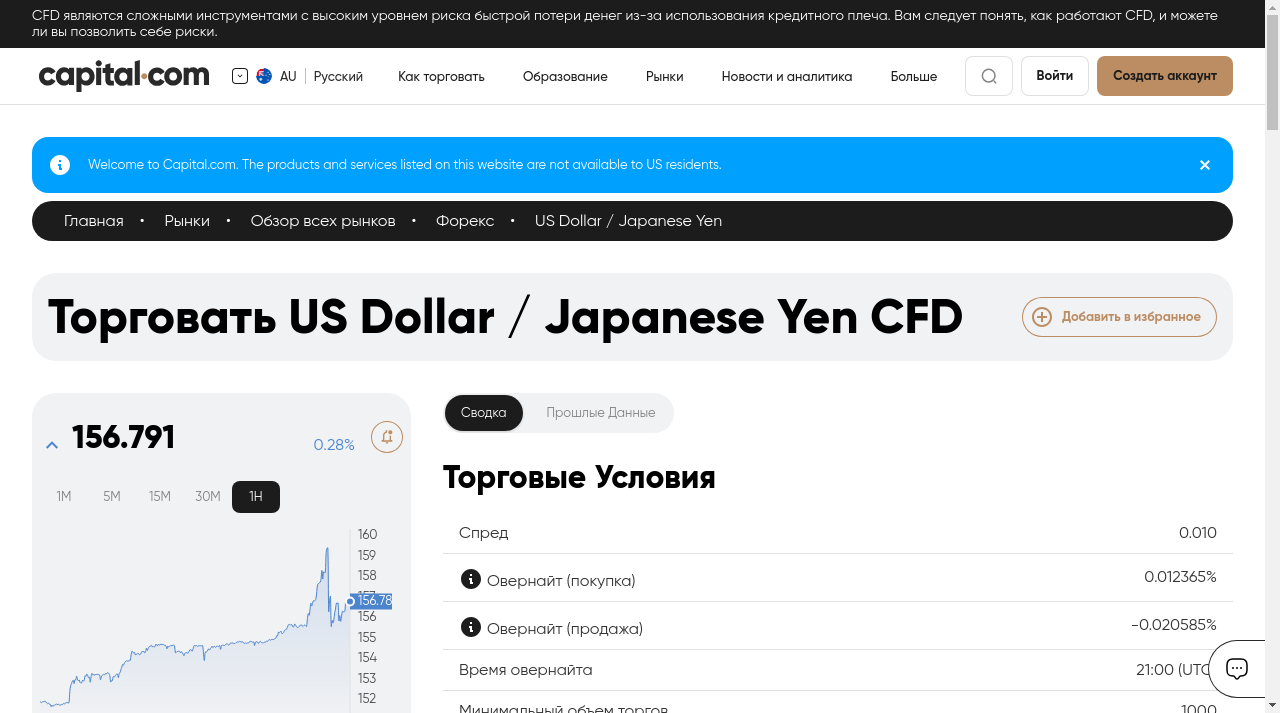 CFD являются сложными инструментами с высоким уровнем риска быстрой потери денег из-за использования кредитного плеча. Вам следует понять, как работают CFD, и можете
ли вы позволить себе риски.
capital.com
AU
Русский
Как торговать
Образование
Рынки
Новости и аналитика
Больше
Войти
Создать аккаунт
Welcome to Capital.com. The products and services listed on this website are not available to US residents.
Главная • Рынки • Обзор всех рынков • Форекс • US Dollar / Japanese Yen
Торговать US Dollar / Japanese Yen CFD
Добавить в избранное
156.791
0.28%
1M 5M 15M 30M 1H
160
159
158
156.78
156
155
154
153
152
Сводка
Прошлые Данные
Торговые Условия
Спред 0.010
Овернайт (покупка) 0.012365%
Овернайт (продажа) -0.020585%
Время овернайта 21:00 (UTC
Минимальный объем торгов 1000